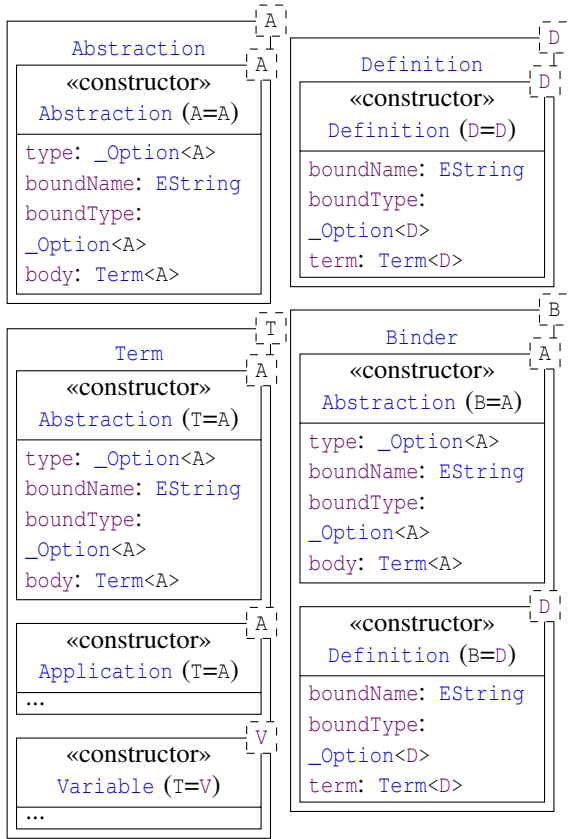 A
Abstraction
A
«constructor»
Abstraction (A=A)
type: _Option<A>
boundName: EString
boundType:
_Option<A>
body: Term<A>
D
Definition
D
«constructor»
Definition (D=D)
boundName: EString
boundType:
_Option<D>
term: Term<D>
T
Term
A
«constructor»
Abstraction (T=A)
type: _Option<A>
boundName: EString
boundType:
_Option<A>
body: Term<A>
A
«constructor»
Application (T=A)
...
V
«constructor»
Variable (T=V)
...
B
Binder
A
«constructor»
Abstraction (B=A)
type: _Option<A>
boundName: EString
boundType:
_Option<A>
body: Term<A>
D
«constructor»
Definition (B=D)
boundName: EString
boundType:
_Option<D>
term: Term<D>